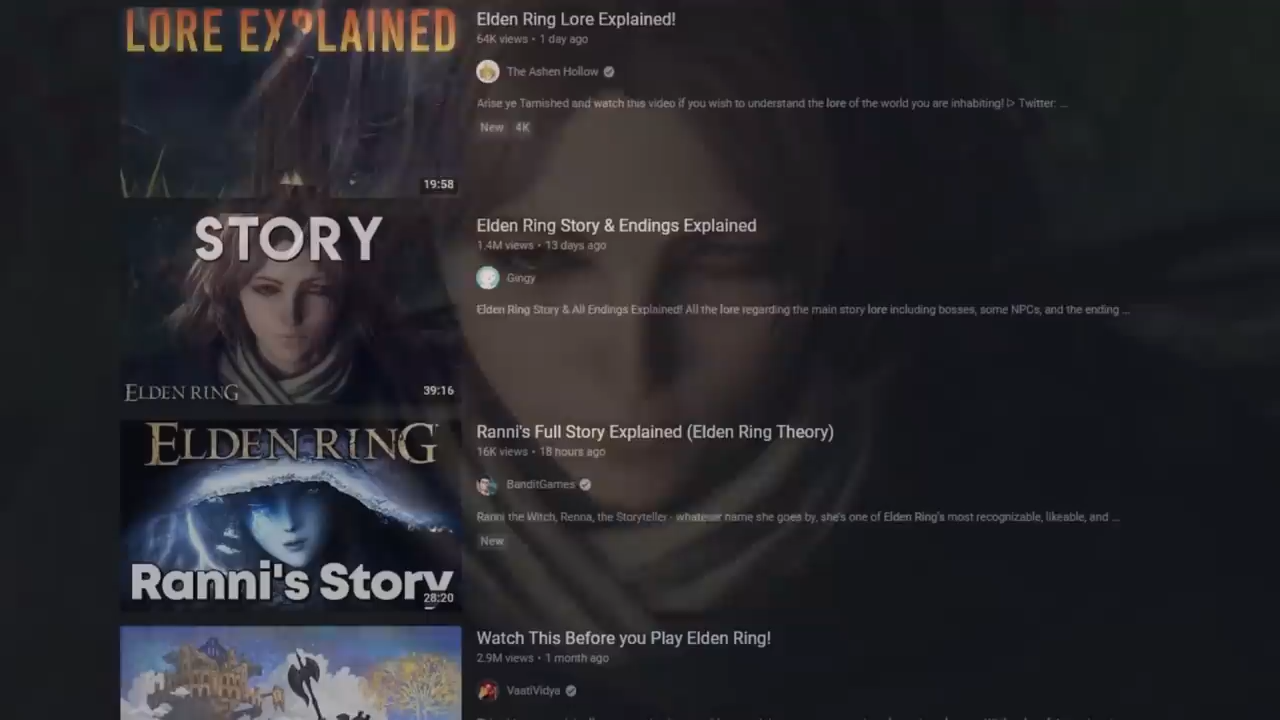 LORE EXPLAINED
19:58
Elden Ring Lore Explained!
64K views • 1 day ago
The Ashen Hollow
Arise ye Tarnished and watch this video if you wish to understand the lore of the world you are inhabiting! ▷ Twitter: ...
New 4K
STORY
ELDEN RING
39:16
Elden Ring Story & Endings Explained
1.4M views • 13 days ago
Gingy
Elden Ring Story & All Endings Explained! All the lore regarding the main story lore including bosses, some NPCs, and the ending ...
ELDEN RING
Ranni's Story
28:20
Ranni's Full Story Explained (Elden Ring Theory)
16K views • 18 hours ago
BanditGames
Ranni the Witch, Renna, the Storyteller - whatever name she goes by, she's one of Elden Ring's most recognizable, likeable, and ...
New
Watch This Before you Play Elden Ring!
2.9M views • 1 month ago
VaatiVidya